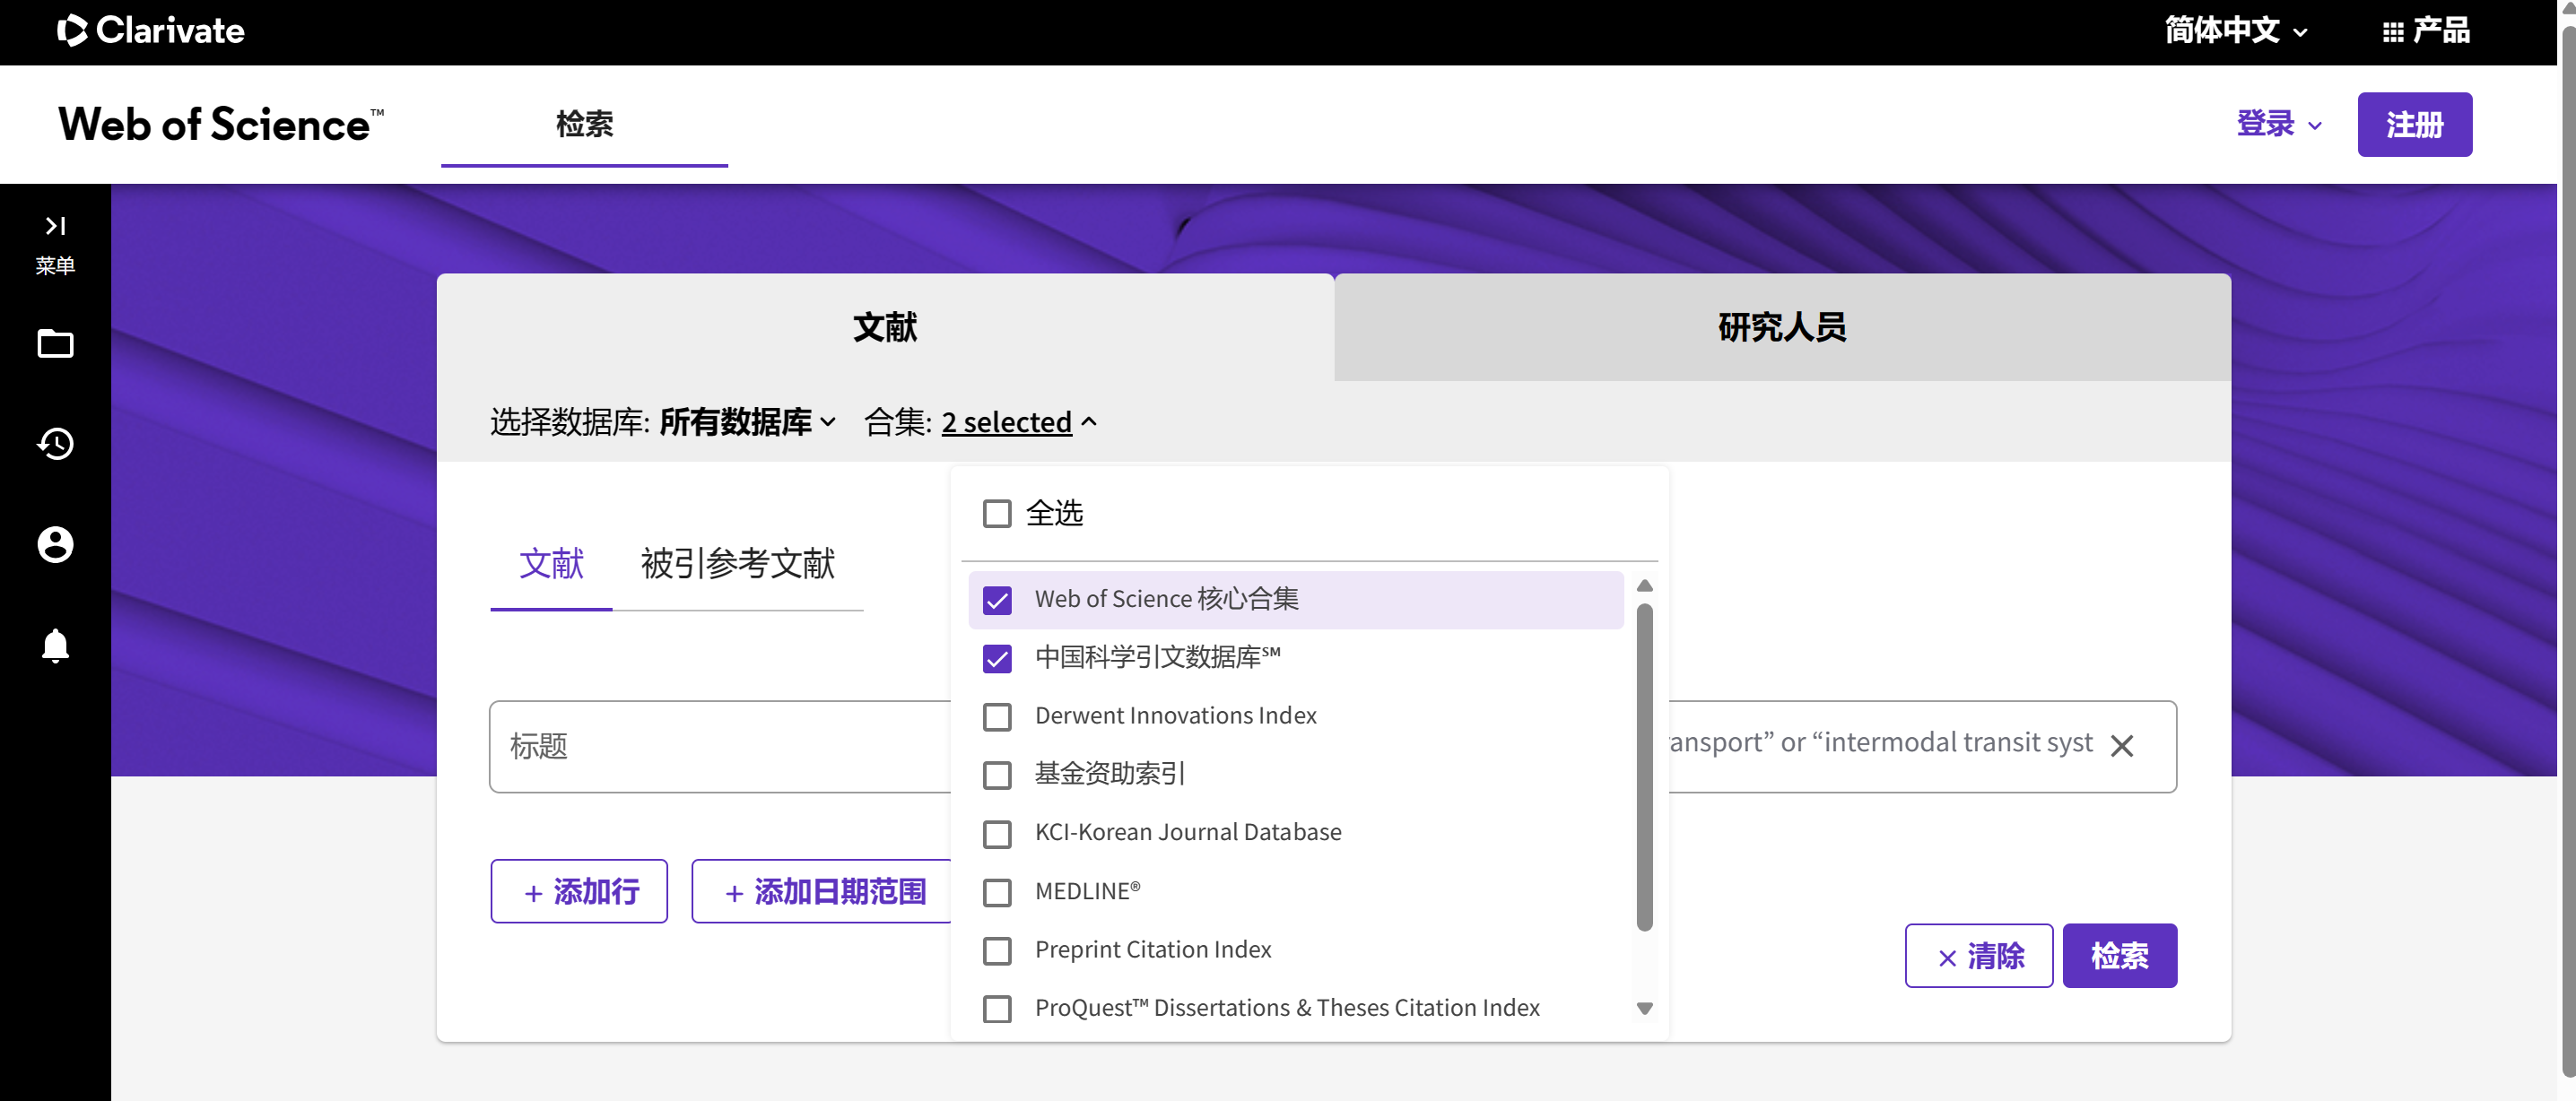 Clarivate
简体中文
产品
Web of Science™
检索
登录
注册
菜单
文献
研究人员
选择数据库: 所有数据库 合集: 2 selected
全选
文献
被引参考文献
Web of Science 核心合集
中国科学引文数据库℠
Derwent Innovations Index
标题
ansport” or “intermodal transit syst
基金资助索引
KCI-Korean Journal Database
+ 添加行
+ 添加日期范围
MEDLINE®
Preprint Citation Index
× 清除
检索
ProQuest™ Dissertations & Theses Citation Index